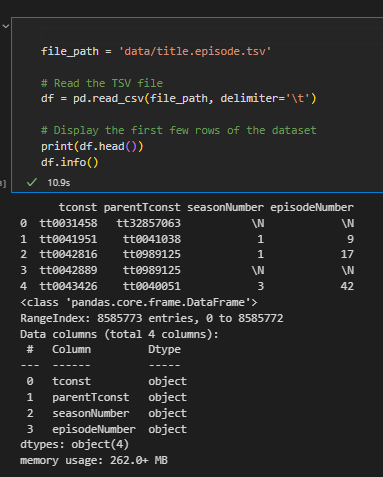 file_path = 'data/title.episode.tsv'
# Read the TSV file
df = pd.read_csv(file_path, delimiter='\t')
# Display the first few rows of the dataset
print(df.head())
df.info()
10.9s
tconst parentTconst seasonNumber episodeNumber
0 tt0031458 tt32857063 \N \N
1 tt0041951 tt0041038 1 9
2 tt0042816 tt0989125 1 17
3 tt0042889 tt0989125 \N \N
4 tt0043426 tt0040051 3 42
<class 'pandas.core.frame.DataFrame'>
RangeIndex: 8585773 entries, 0 to 8585772
Data columns (total 4 columns):
# Column Dtype
--- ------ -----
0 tconst object
1 parentTconst object
2 seasonNumber object
3 episodeNumber object
dtypes: object(4)
memory usage: 262.0+ MB